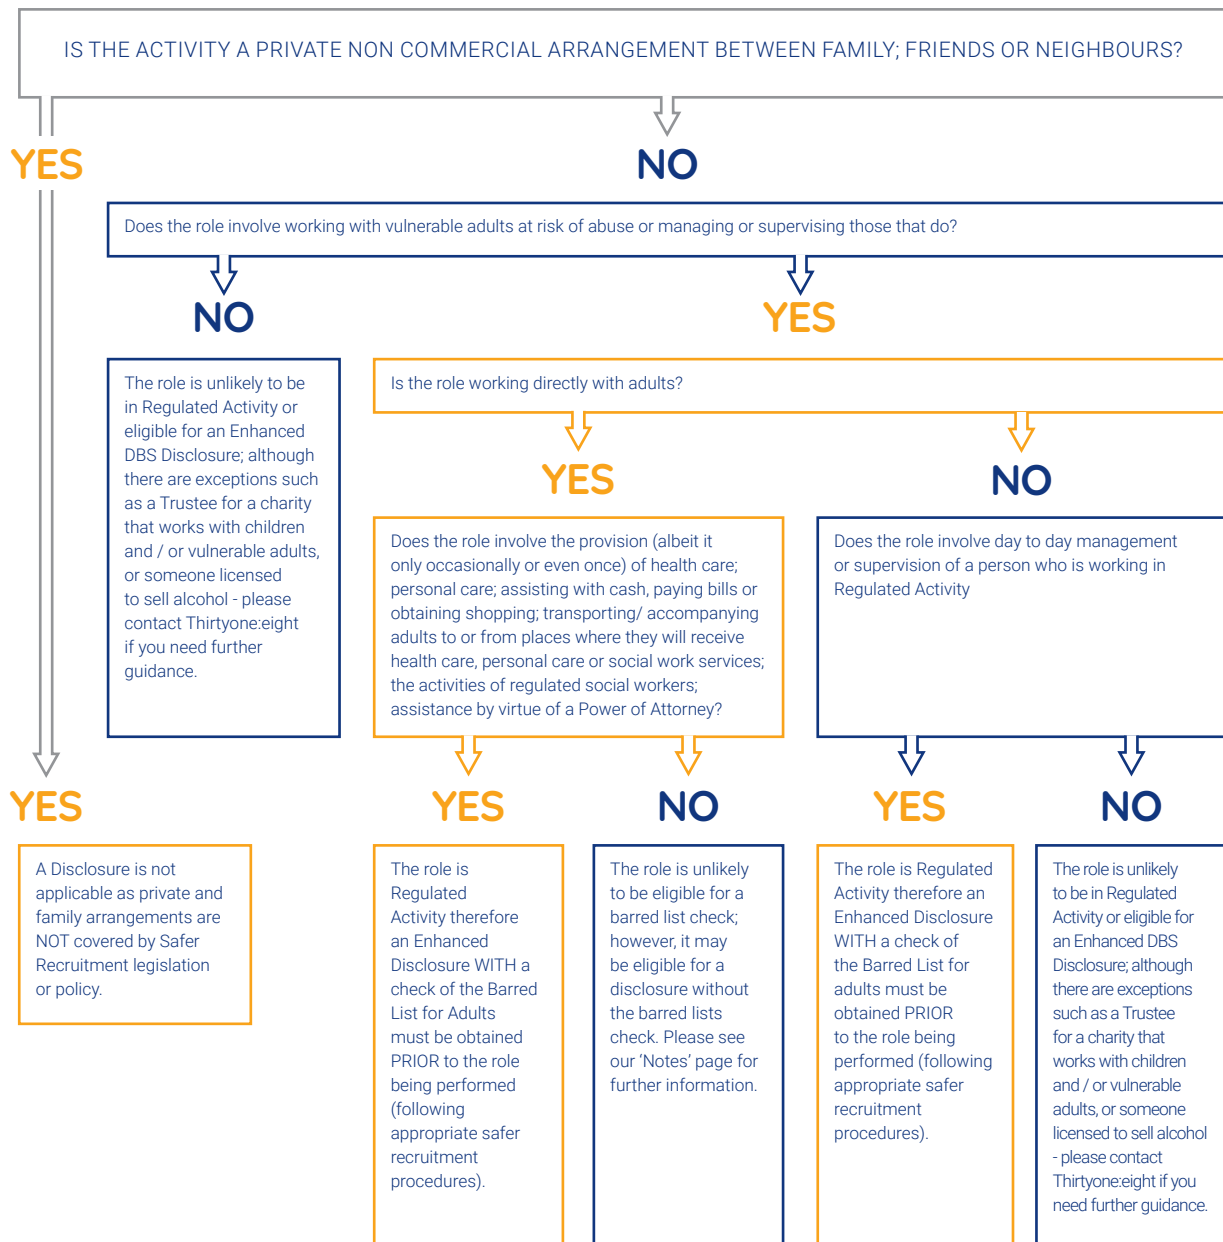 IS THE ACTIVITY A PRIVATE NON COMMERCIAL ARRANGEMENT BETWEEN FAMILY; FRIENDS OR NEIGHBOURS?
YES
NO
Does the role involve working with vulnerable adults at risk of abuse or managing or supervising those that do?
NO
YES
The role is unlikely to be
in Regulated Activity or
eligible for an Enhanced
DBS Disclosure; although
there are exceptions such
as a Trustee for a charity
that works with children
and / or vulnerable adults,
or someone licensed
to sell alcohol - please
contact Thirtyone:eight
if you need further
guidance.
Is the role working directly with adults?
YES
NO
Does the role involve the provision (albeit it
only occasionally or even once) of health care;
personal care; assisting with cash, paying bills or
obtaining shopping; transporting/ accompanying
adults to or from places where they will receive
health care, personal care or social work services;
the activities of regulated social workers;
assistance by virtue of a Power of Attorney?
Does the role involve day to day management
or supervision of a person who is working in
Regulated Activity
YES
YES
NO
YES
NO
A Disclosure is not
applicable as private and
family arrangements are
NOT covered by Safer
Recruitment legislation
or policy.
The role is
Regulated
Activity therefore
an Enhanced
Disclosure WITH a
check of the Barred
List for Adults
must be obtained
PRIOR to the role
being performed
(following
appropriate safer
recruitment
procedures).
The role is unlikely
to be eligible for a
barred list check;
however, it may
be eligible for a
disclosure without
the barred lists
check. Please see
our ‘Notes’ page for
further information.
The role is Regulated
Activity therefore an
Enhanced Disclosure
WITH a check of
the Barred List for
adults must be
obtained PRIOR
to the role being
performed (following
appropriate safer
recruitment
procedures).
The role is unlikely
to be in Regulated
Activity or eligible for
an Enhanced DBS
Disclosure; although
there are exceptions
such as a Trustee
for a charity that
works with children
and / or vulnerable
adults, or someone
licensed to sell alcohol
- please contact
Thirtyone:eight if you
need further guidance.